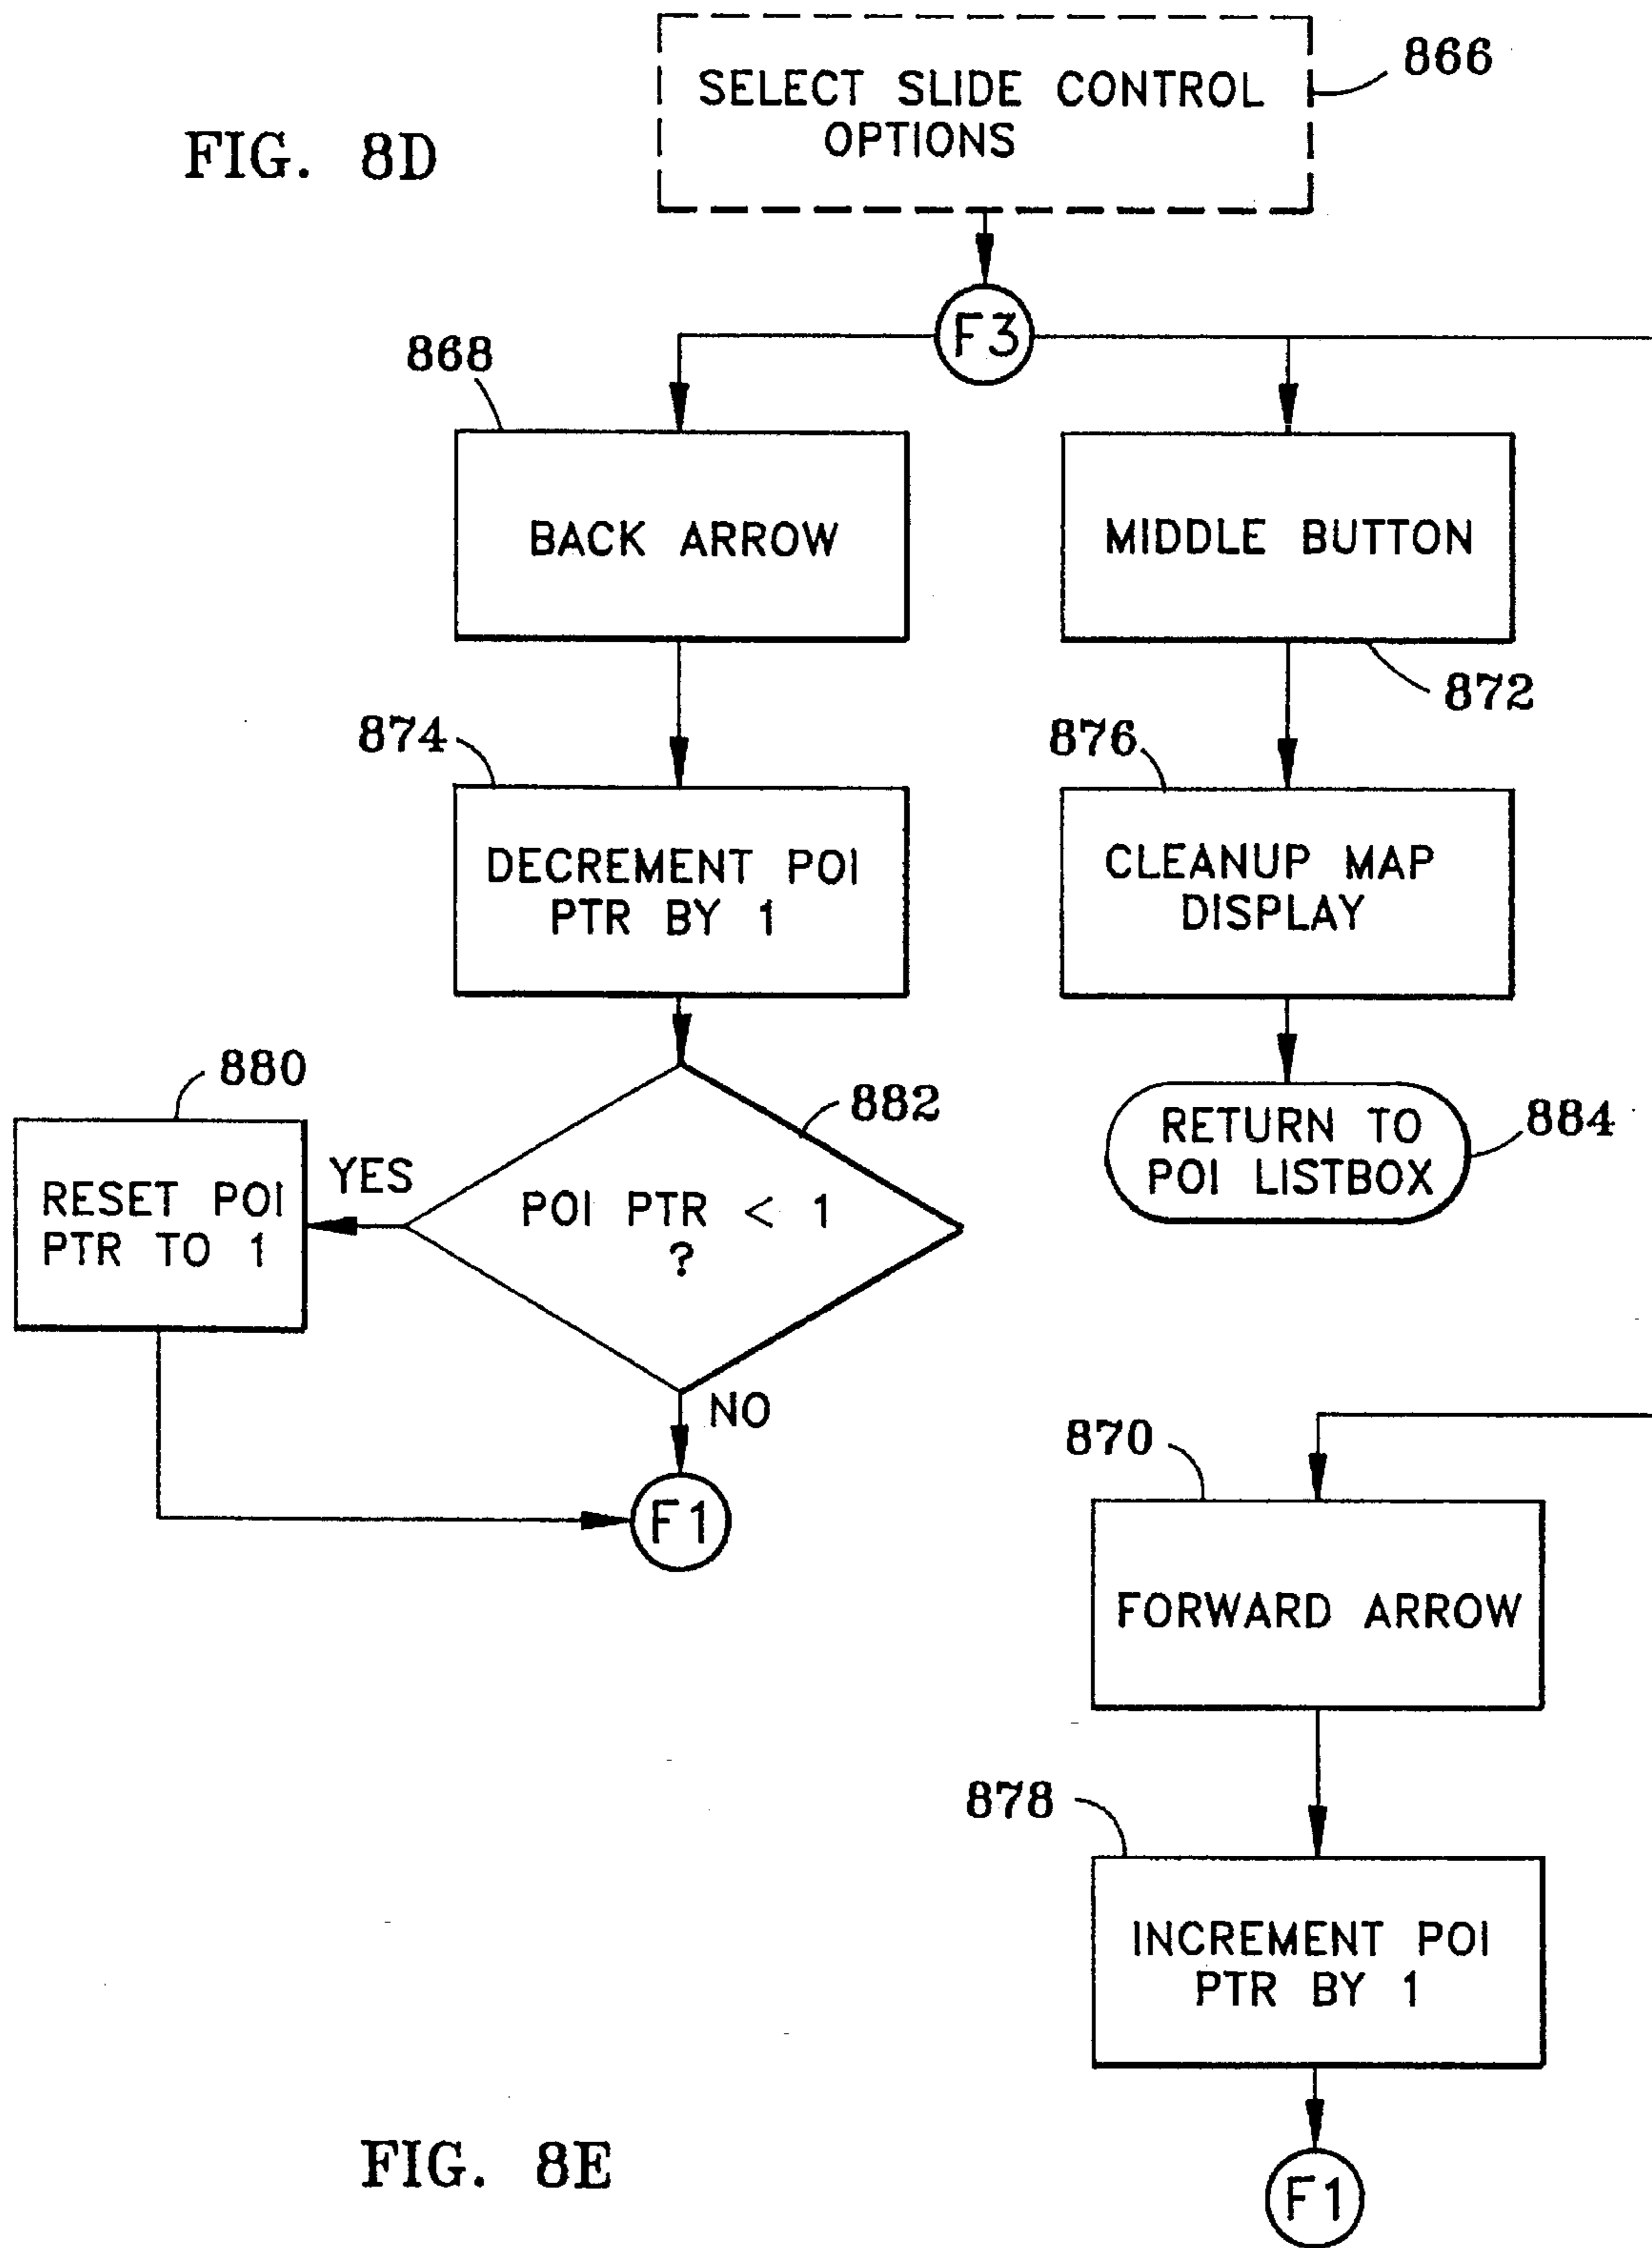 FIG. 8D
SELECT SLIDE CONTROL
OPTIONS
866
F3
868
BACK ARROW
MIDDLE BUTTON
872
874
DECREMENT POI
PTR BY 1
876
CLEANUP MAP
DISPLAY
880
RESET POI
PTR TO 1
YES
882
POI PTR < 1
?
NO
F1
RETURN TO
POI LISTBOX
884
870
FORWARD ARROW
878
INCREMENT POI
PTR BY 1
F1
FIG. 8E